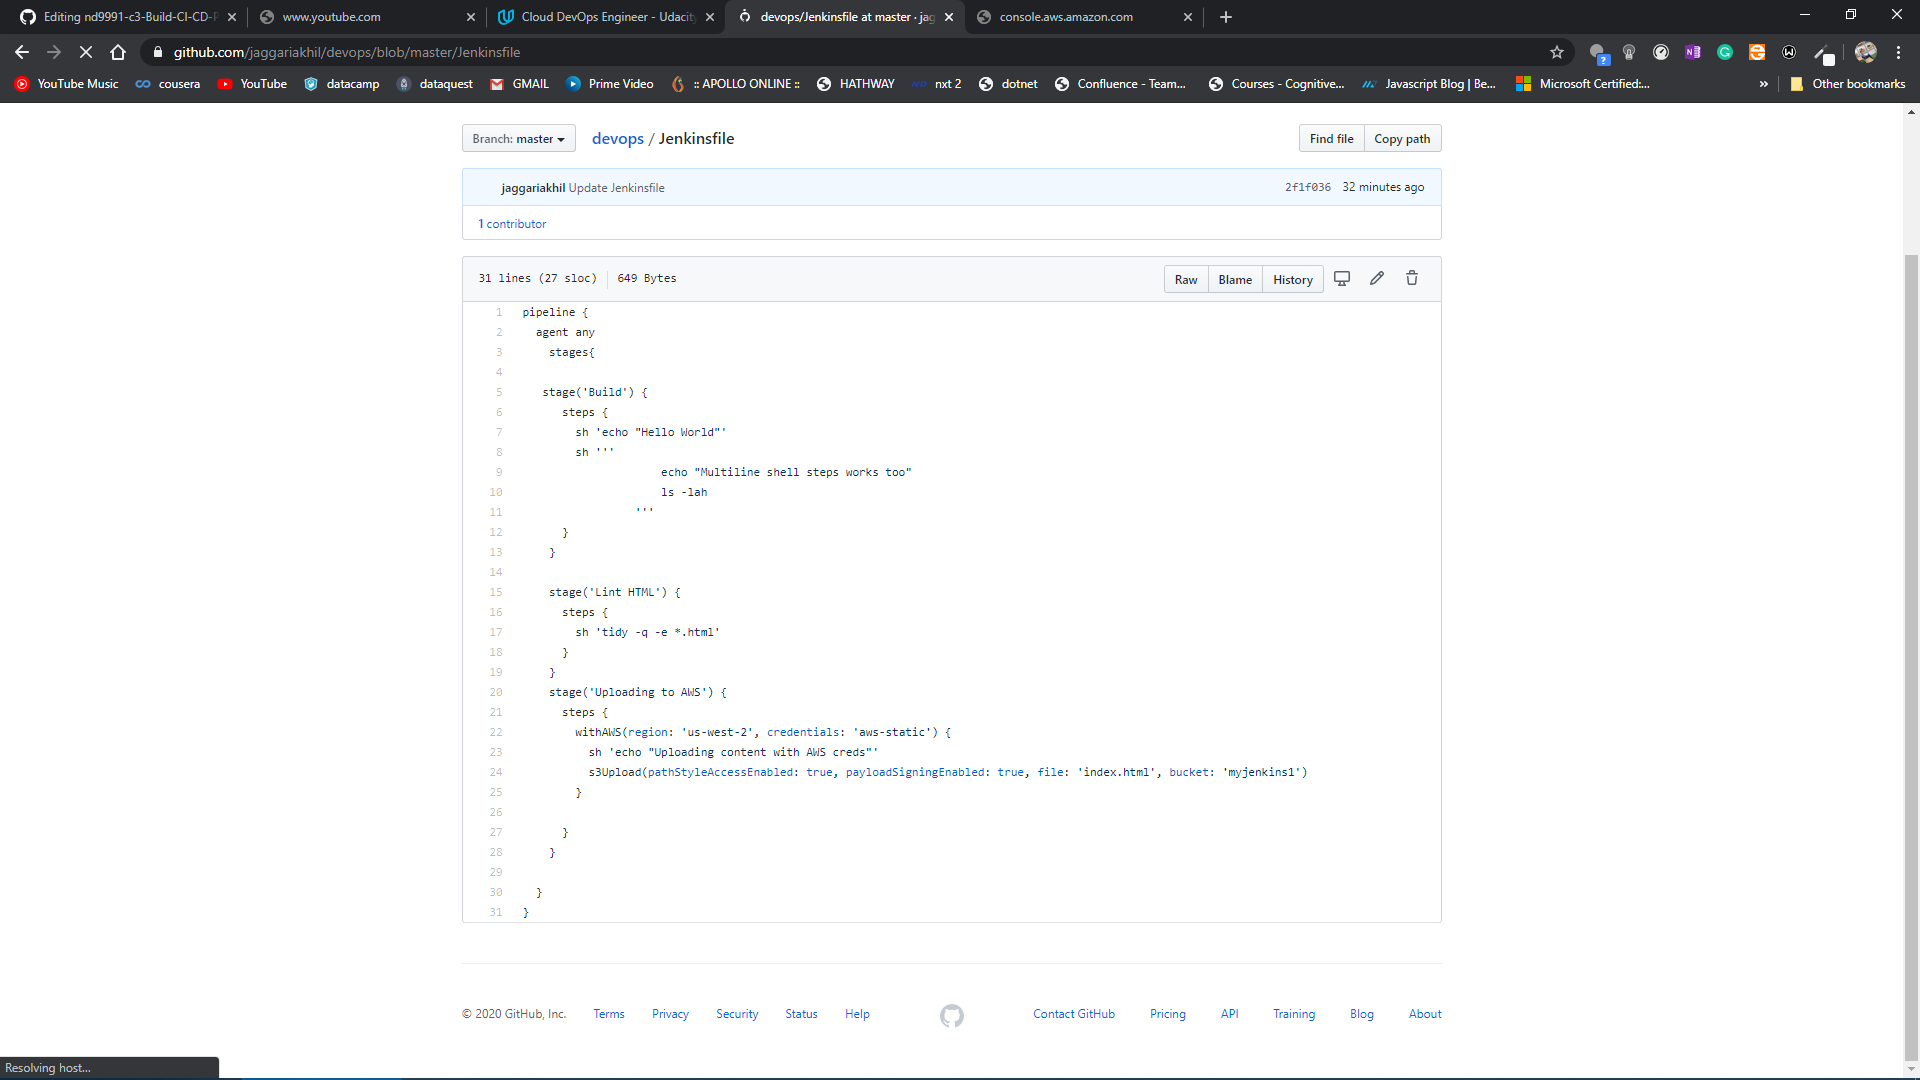 Editing nd9991-c3-Build-CI-CD-P
www.youtube.com
Cloud DevOps Engineer - Udacity
devops/Jenkinsfile at master · jag
console.aws.amazon.com
github.com/jaggariakhil/devops/blob/master/Jenkinsfile
YouTube Music
cousera
YouTube
datacamp
dataquest
GMAIL
Prime Video
:: APOLLO ONLINE ::
HATHWAY
nxt 2
dotnet
Confluence - Team...
Courses - Cognitive...
Javascript Blog | Be...
Microsoft Certified:...
»
Other bookmarks
Branch: master
devops / Jenkinsfile
Find file
Copy path
jaggariakhil Update Jenkinsfile
2f1f036 32 minutes ago
1 contributor
31 lines (27 sloc) 649 Bytes
Raw
Blame
History
1 pipeline {
2 agent any
3 stages{
4
5 stage('Build') {
6 steps {
7 sh 'echo "Hello World"'
8 sh '''
9 echo "Multiline shell steps works too"
10 ls -lah
11 '''
12 }
13 }
14
15 stage('Lint HTML') {
16 steps {
17 sh 'tidy -q -e *.html'
18 }
19 }
20 stage('Uploading to AWS') {
21 steps {
22 withAWS(region: 'us-west-2', credentials: 'aws-static') {
23 sh 'echo "Uploading content with AWS creds"'
24 s3Upload(pathStyleAccessEnabled: true, payloadSigningEnabled: true, file: 'index.html', bucket: 'myjenkins1')
25 }
26
27 }
28 }
29
30 }
31 }
© 2020 GitHub, Inc.
Terms
Privacy
Security
Status
Help
Contact GitHub
Pricing
API
Training
Blog
About
Resolving host...